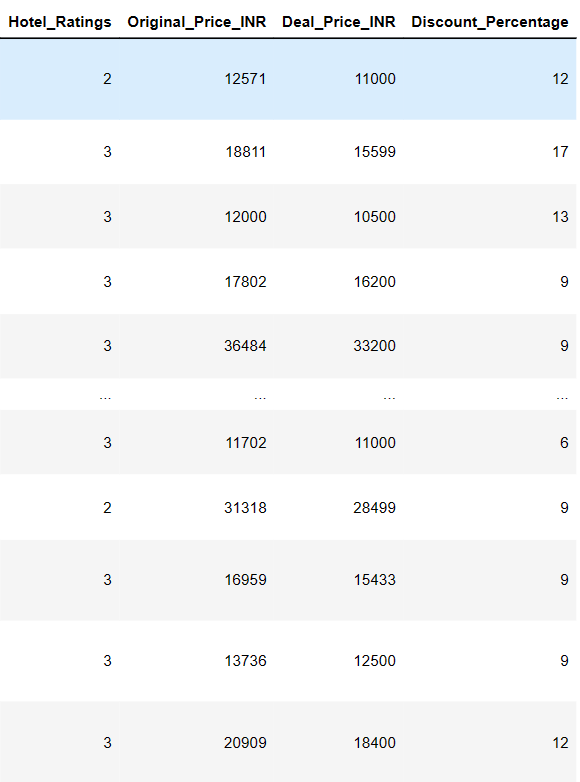 Hotel_Ratings Original_Price_INR Deal_Price_INR Discount_Percentage
2 12571 11000 12
3 18811 15599 17
3 12000 10500 13
3 17802 16200 9
3 36484 33200 9
... ... ... ...
3 11702 11000 6
2 31318 28499 9
3 16959 15433 9
3 13736 12500 9
3 20909 18400 12